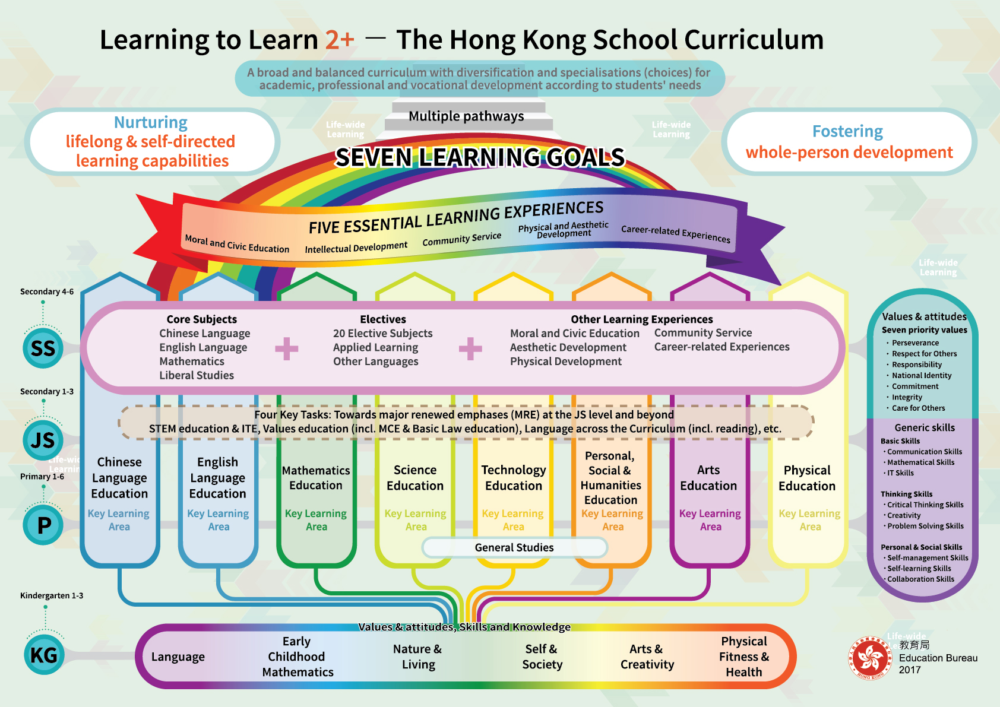 Learning to Learn 2+ — The Hong Kong School Curriculum
A broad and balanced curriculum with diversification and specialisations (choices) for
academic, professional and vocational development according to students' needs
Multiple pathways
Nurturing
lifelong & self-directed
learning capabilities
Life-wide
Learning
Life-wide
Learning
Fostering
whole-person development
SEVEN LEARNING GOALS
FIVE ESSENTIAL LEARNING EXPERIENCES
Moral and Civic Education
Intellectual Development
Community Service
Physical and Aesthetic
Development
Career-related Experiences
Life-wide
Learning
Secondary 4-6
SS
Core Subjects
Chinese Language
English Language
Mathematics
Liberal Studies
+
Electives
20 Elective Subjects
Applied Learning
Other Languages
+
Other Learning Experiences
Moral and Civic Education
Aesthetic Development
Physical Development
Community Service
Career-related Experiences
Secondary 1-3
JS
Four Key Tasks: Towards major renewed emphases (MRE) at the JS level and beyond
STEM education & ITE, Values education (incl. MCE & Basic Law education), Language across the Curriculum (incl. reading), etc.
Life-wide
Learning
Primary 1-6
P
Chinese
Language
Education
Key Learning
Area
English
Language
Education
Key Learning
Area
Mathematics
Education
Key Learning
Area
Science
Education
Key Learning
Area
Technology
Education
Key Learning
Area
Personal,
Social &
Humanities
Education
Key Learning
Area
Arts
Education
Key Learning
Area
Physical
Education
Key Learning
Area
General Studies
Values & attitudes
Seven priority values
· Perseverance
· Respect for Others
· Responsibility
· National Identity
· Commitment
· Integrity
· Care for Others
Generic skills
Basic Skills
· Communication Skills
· Mathematical Skills
· IT Skills
Thinking Skills
· Critical Thinking Skills
· Creativity
· Problem Solving Skills
Personal & Social Skills
· Self-management Skills
· Self-learning Skills
· Collaboration Skills
Kindergarten 1-3
KG
Values & attitudes, Skills and Knowledge
Language
Early
Childhood
Mathematics
Nature &
Living
Self &
Society
Arts &
Creativity
Physical
Fitness &
Health
Life-wide
HONG KONG
教育局
Education Bureau
2017